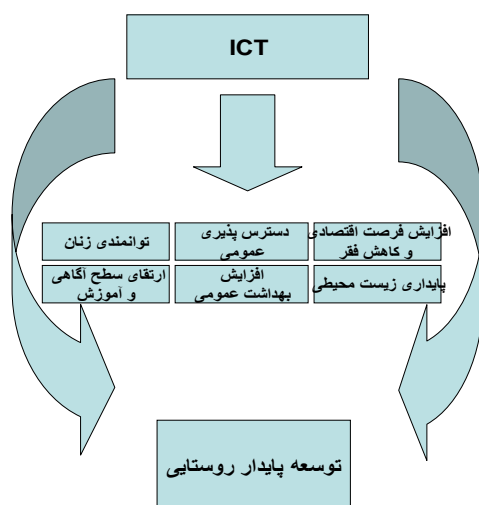 ICT
افزایش فرصت اقتصادی
و کاهش فقر
دسترس پذیری
عمومی
توانمندی زنان
پایداری زیست محیطی
افزایش
بهداشت عمومی
ارتقای سطح آگاهی
و آموزش
توسعه پایدار روستایی